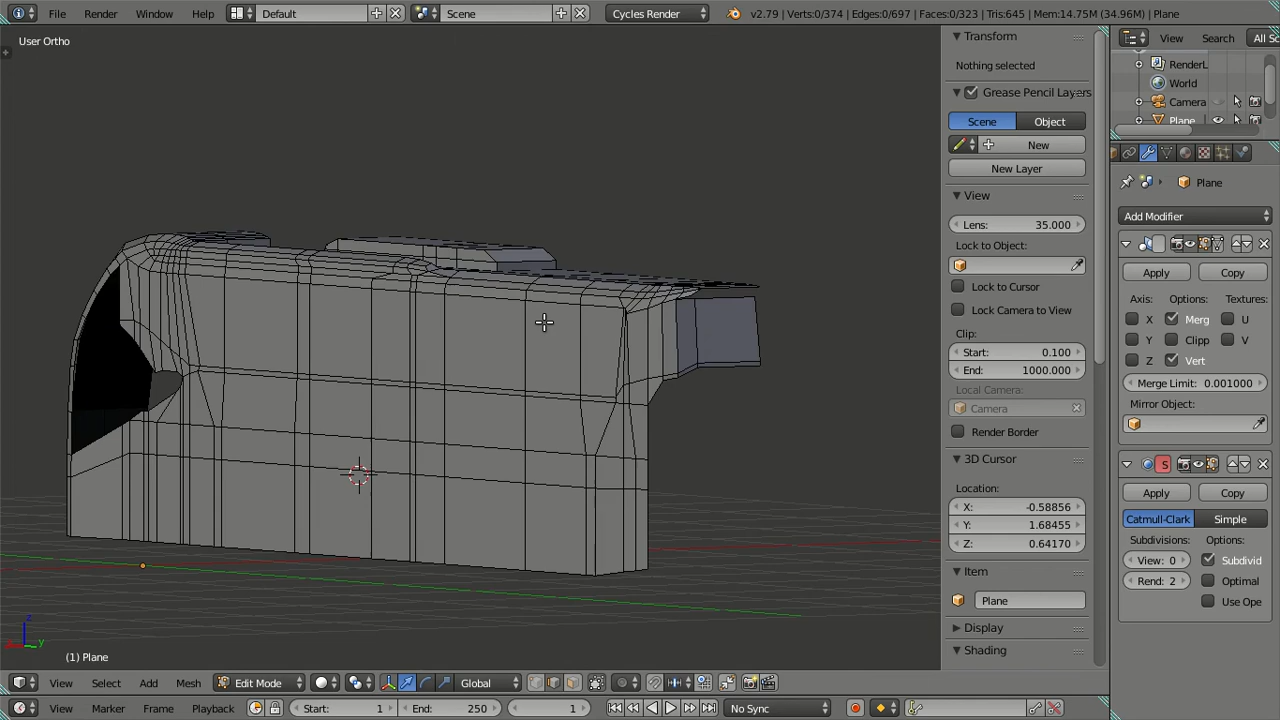 File Render Window Help Default Scene Cycles Render v2.79 | Verts:0/374 | Edges:0/697 | Faces:0/323 | Tris:645 | Mem:14.75M (34.96M) | Plane
User Ortho
Transform
Nothing selected
Grease Pencil Layers
Scene Object
New
New Layer
View
Lens: 35.000
Lock to Object:
Lock to Cursor
Lock Camera to View
Clip:
Start: 0.100
End: 1000.000
Local Camera:
Camera
Render Border
3D Cursor
Location:
X: -0.58856
Y: 1.68455
Z: 0.64170
Item
Plane
Display
Shading
View Search All Sc
RenderL
World
Camera
Plane
Plane
Add Modifier
Apply Copy
Axis: Options: Textures:
X Merg U
Y Clipp V
Z Vert
Merge Limit: 0.001000
Mirror Object:
S
Apply Copy
Catmull-Clark Simple
Subdivisions: Options:
View: 0 Subdivid
Rend: 2 Optimal
Use Ope
z
x y
(1) Plane
View Select Add Mesh Edit Mode Global
View Marker Frame Playback Start: 1 End: 250 1 No Sync